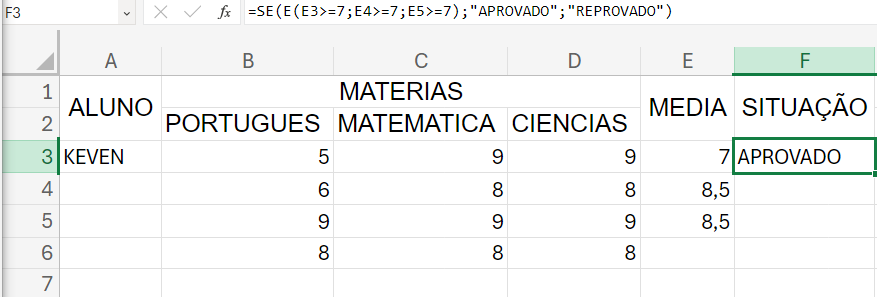 F3 fx =SE(E(E3>=7;E4>=7;E5>=7);"APROVADO";"REPROVADO")
A B C D E F
1 ALUNO MATERIAS MEDIA SITUAÇÃO
2 PORTUGUES MATEMATICA CIENCIAS
3 KEVEN 5 9 9 7 APROVADO
4 6 8 8 8,5
5 9 9 9 8,5
6 8 8 8
7